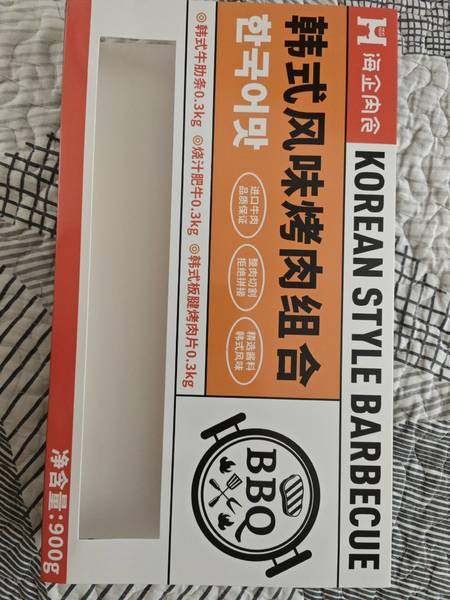 海企肉仓
KOREAN STYLE BARBECUE
韩式风味烤肉组合
한국어맛
进口牛肉
品质保证
整肉切割
拒绝拼接
精选酱料
韩式风味
BBQ
◎韩式牛肋条0.3kg ◎烧汁肥牛0.3kg ◎韩式板腱烤肉片0.3kg
净含量:900g